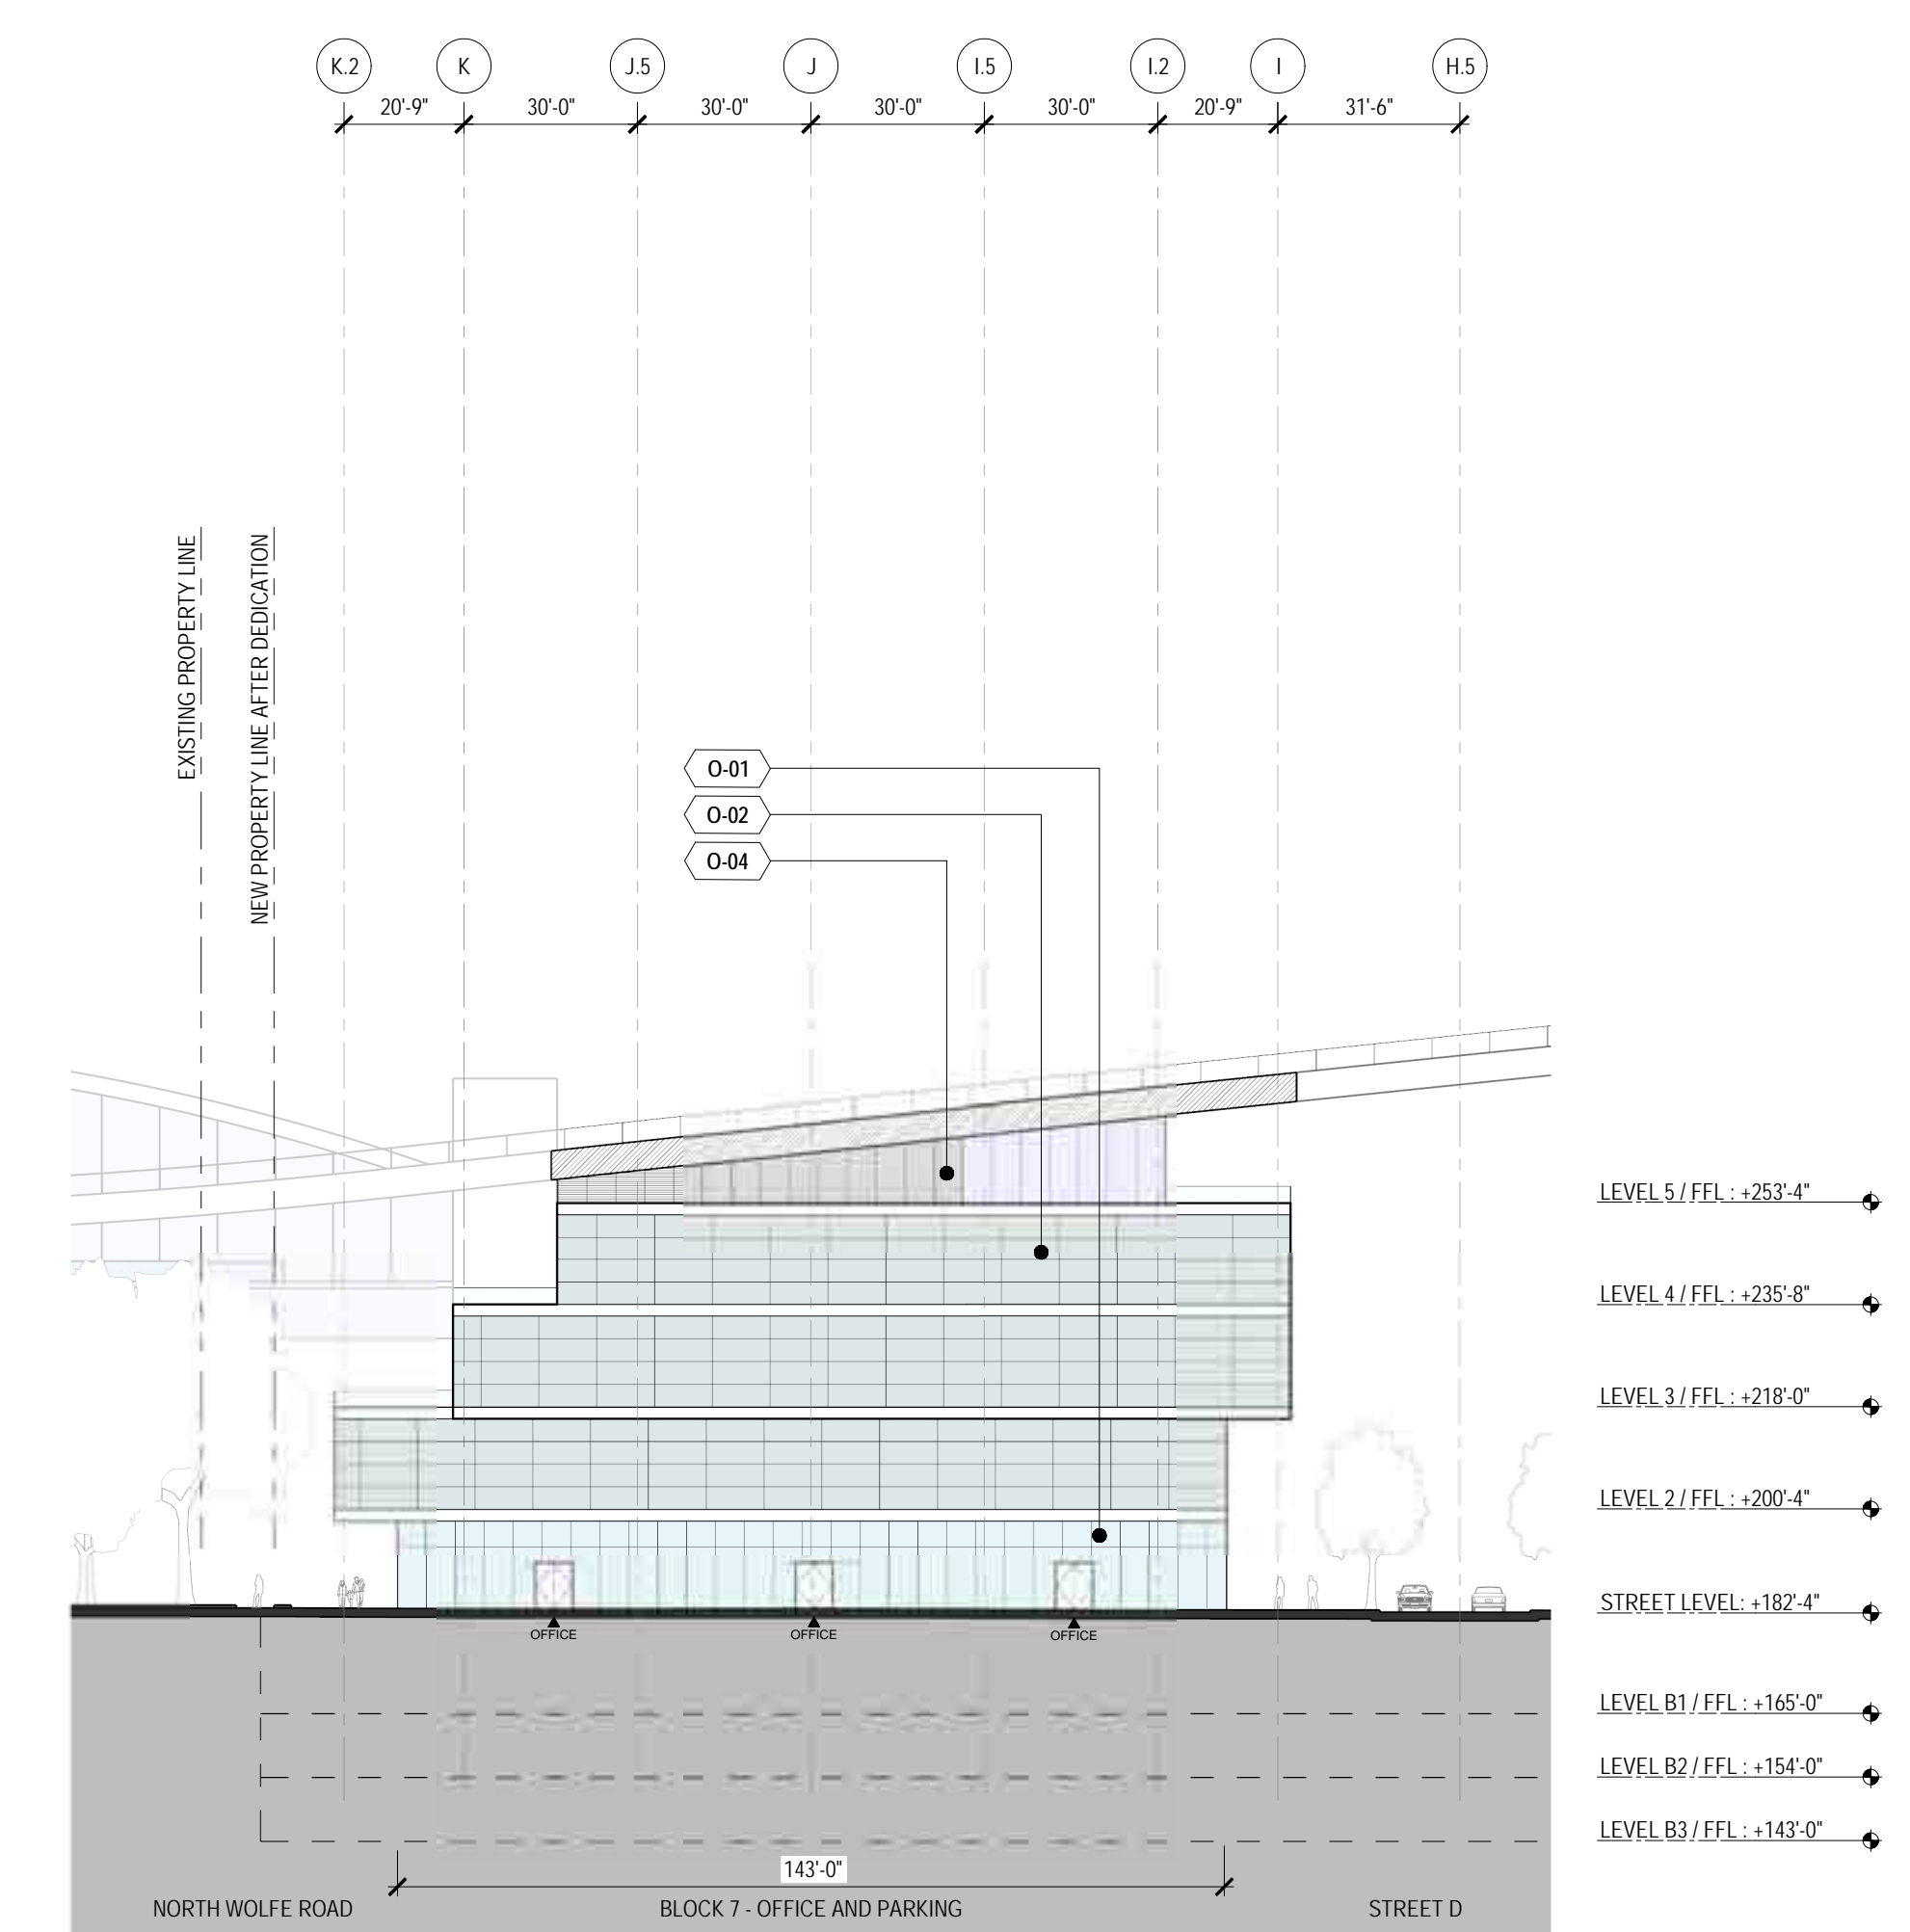 K.2 K J.5 J I.5 I.2 I H.5
20'-9" 30'-0" 30'-0" 30'-0" 30'-0" 20'-9" 31'-6"
EXISTING PROPERTY LINE
NEW PROPERTY LINE AFTER DEDICATION
O-01
O-02
O-04
LEVEL 5 / FFL : +253'-4"
LEVEL 4 / FFL : +235'-8"
LEVEL 3 / FFL : +218'-0"
LEVEL 2 / FFL : +200'-4"
STREET LEVEL: +182'-4"
OFFICE OFFICE OFFICE
LEVEL B1 / FFL : +165'-0"
LEVEL B2 / FFL : +154'-0"
LEVEL B3 / FFL : +143'-0"
143'-0"
NORTH WOLFE ROAD BLOCK 7 - OFFICE AND PARKING STREET D